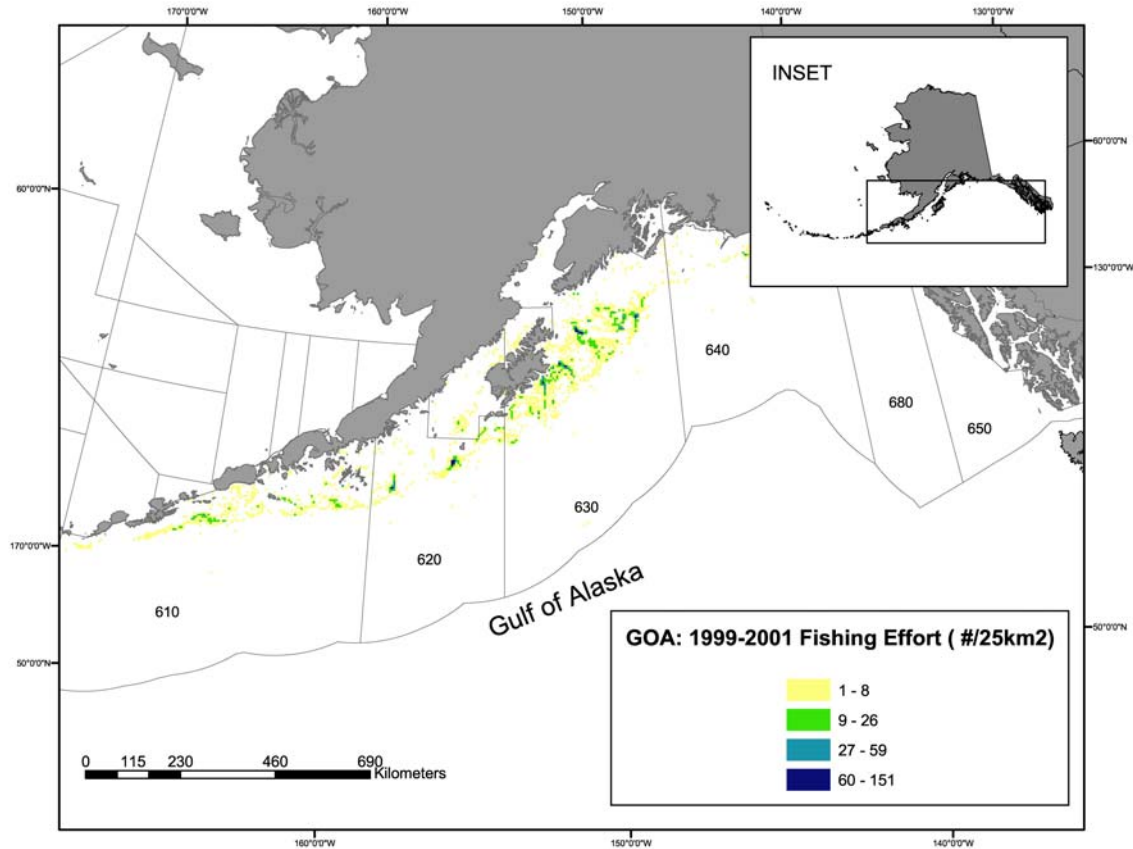 170°0'0"W
160°0'0"W
150°0'0"W
140°0'0"W
130°0'0"W
INSET
60°0'0"N
60°0'0"N
130°0'0"W
640
680
650
630
170°0'0"W
620
Gulf of Alaska
610
GOA: 1999-2001 Fishing Effort ( #/25km2)
50°0'0"N
50°0'0"N
1 - 8
9 - 26
27 - 59
60 - 151
0 115 230 460 690
Kilometers
160°0'0"W
150°0'0"W
140°0'0"W